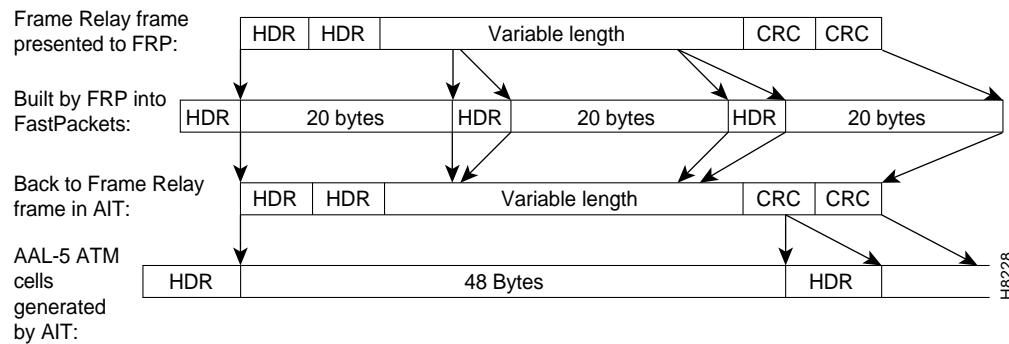 Frame Relay frame
presented to FRP:
HDR HDR Variable length CRC CRC
Built by FRP into
FastPackets:
HDR 20 bytes HDR 20 bytes HDR 20 bytes
Back to Frame Relay
frame in AIT:
HDR HDR Variable length CRC CRC
AAL-5 ATM
cells
generated
by AIT:
HDR 48 Bytes HDR
H8228